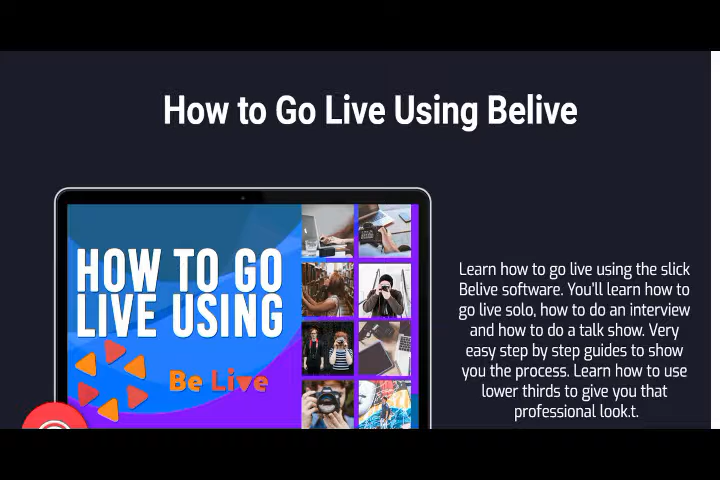 How to Go Live Using Belive
HOW TO GO
LIVE USING
Be Live
Learn how to go live using the slick
Belive software. You'll learn how to
go live solo, how to do an interview
and how to do a talk show. Very
easy step by step guides to show
you the process. Learn how to use
lower thirds to give you that
professional look.t.